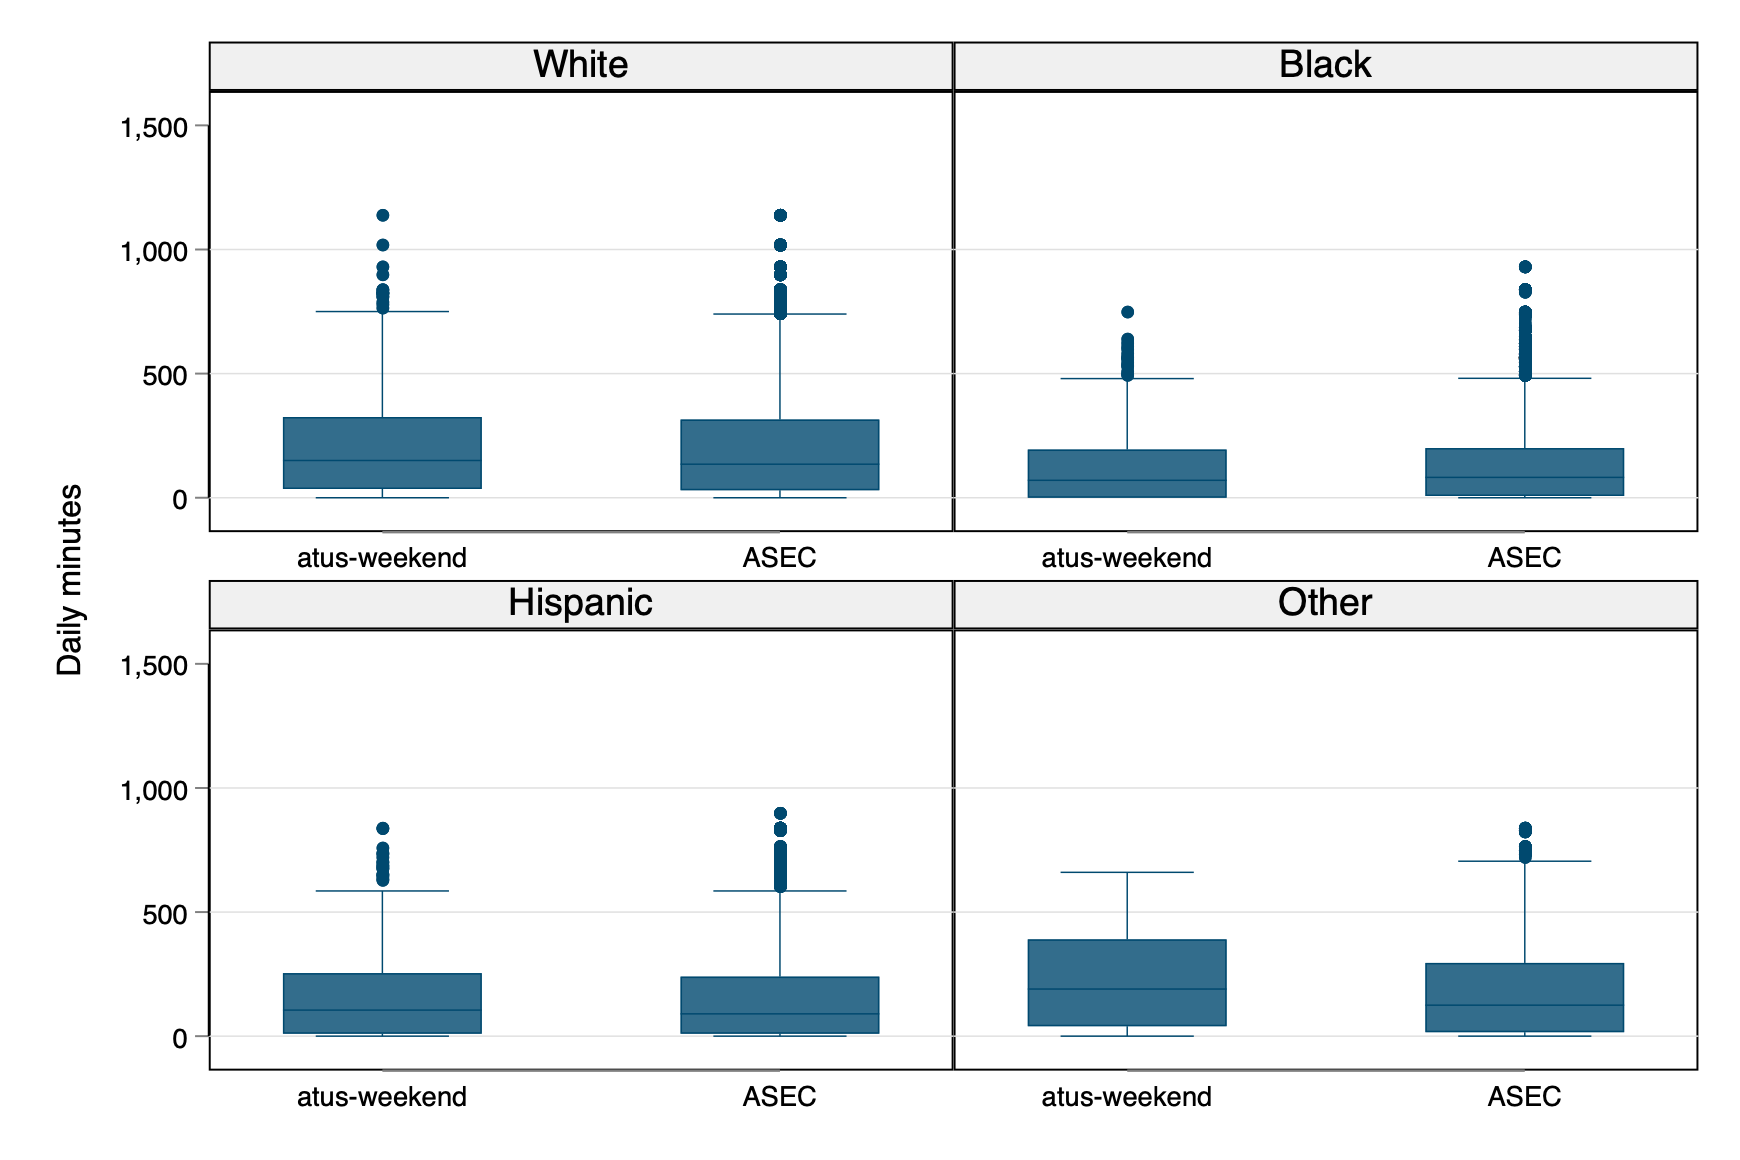 White
Black
1,500
1,000
500
0
atus-weekend
ASEC
atus-weekend
ASEC
Daily minutes
Hispanic
Other
1,500
1,000
500
0
atus-weekend
ASEC
atus-weekend
ASEC